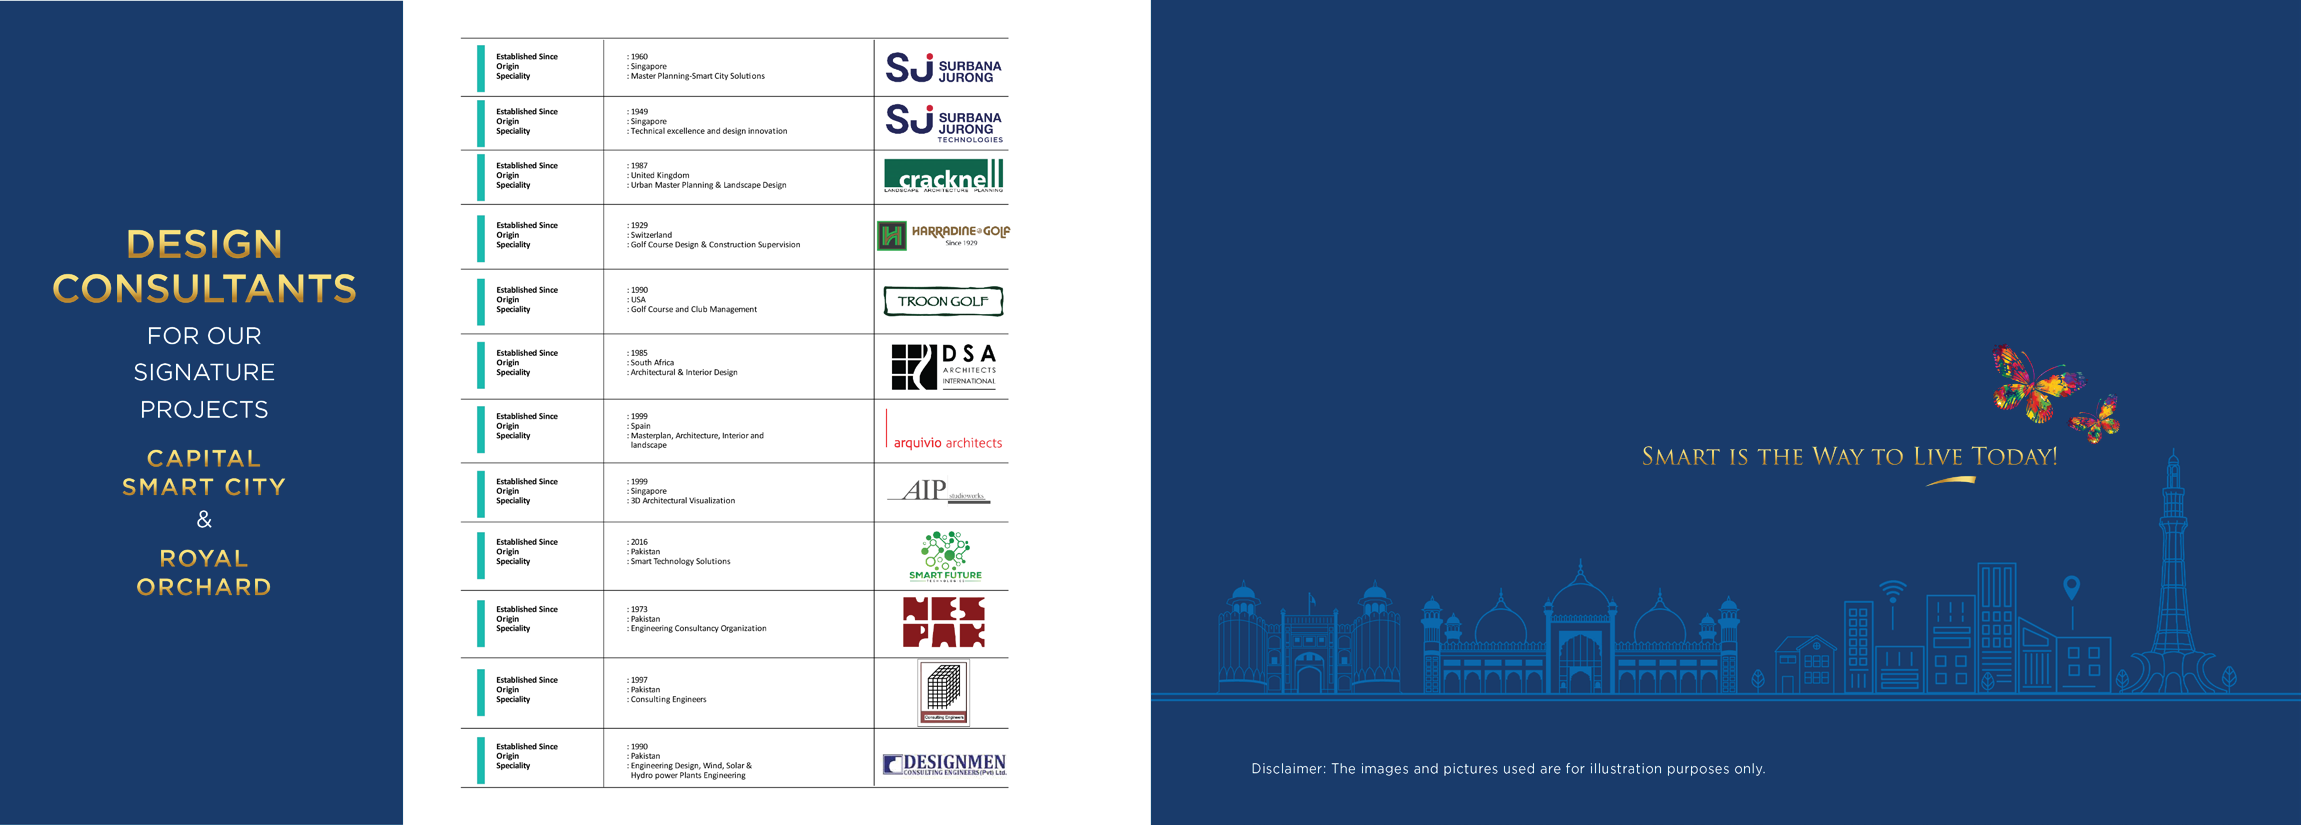 DESIGN
CONSULTANTS
FOR OUR
SIGNATURE
PROJECTS
CAPITAL
SMART CITY
&
ROYAL
ORCHARD
Established Since : 1960
Origin : Singapore
Speciality : Master Planning-Smart City Solutions
SJ SURBANA
JURONG
Established Since : 1949
Origin : Singapore
Speciality : Technical excellence and design innovation
SJ SURBANA
JURONG
TECHNOLOGIES
Established Since : 1987
Origin : United Kingdom
Speciality : Urban Master Planning & Landscape Design
cracknell
LANDSCAPE ARCHITECTURE PLANNING
Established Since : 1929
Origin : Switzerland
Speciality : Golf Course Design & Construction Supervision
H HARRADINE GOLF
Since 1929
Established Since : 1990
Origin : USA
Speciality : Golf Course and Club Management
TROON GOLF
Established Since : 1985
Origin : South Africa
Speciality : Architectural & Interior Design
DSA
ARCHITECTS
INTERNATIONAL
Established Since : 1999
Origin : Spain
Speciality : Masterplan, Architecture, Interior and
landscape
arquivio architects
Established Since : 1999
Origin : Singapore
Speciality : 3D Architectural Visualization
AIP studioworks
Established Since : 2016
Origin : Pakistan
Speciality : Smart Technology Solutions
SMART FUTURE
Established Since : 1973
Origin : Pakistan
Speciality : Engineering Consultancy Organization
NES
PAK
Established Since : 1997
Origin : Pakistan
Speciality : Consulting Engineers
Consulting Engineers
Established Since : 1990
Origin : Pakistan
Speciality : Engineering Design, Wind, Solar &
Hydro power Plants Engineering
DESIGNMEN
CONSULTING ENGINEERS (Pvt) Ltd.
SMART IS THE WAY TO LIVE TODAY!
Disclaimer: The images and pictures used are for illustration purposes only.